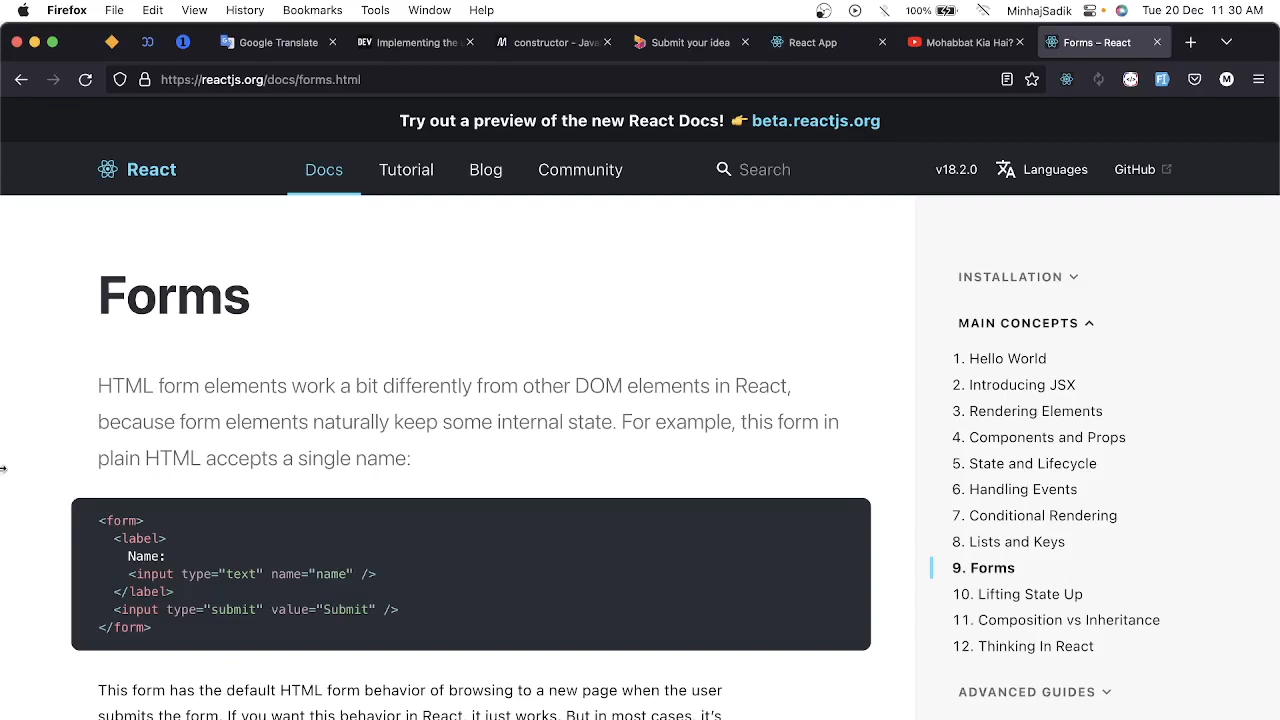 Firefox File Edit View History Bookmarks Tools Window Help 100% MinhajSadik Tue 20 Dec 11:30 AM
Google Translate DEV Implementing the constructor - Java Submit your idea React App Mohabbat Kia Hai? Forms – React
https://reactjs.org/docs/forms.html
Try out a preview of the new React Docs! 👉 beta.reactjs.org
React Docs Tutorial Blog Community Search v18.2.0 Languages GitHub
Forms
HTML form elements work a bit differently from other DOM elements in React,
because form elements naturally keep some internal state. For example, this form in
plain HTML accepts a single name:
<form>
<label>
Name:
<input type="text" name="name" />
</label>
<input type="submit" value="Submit" />
</form>
This form has the default HTML form behavior of browsing to a new page when the user
submits the form. If you want this behavior in React, it just works. But in most cases, it's
INSTALLATION
MAIN CONCEPTS
1. Hello World
2. Introducing JSX
3. Rendering Elements
4. Components and Props
5. State and Lifecycle
6. Handling Events
7. Conditional Rendering
8. Lists and Keys
9. Forms
10. Lifting State Up
11. Composition vs Inheritance
12. Thinking In React
ADVANCED GUIDES